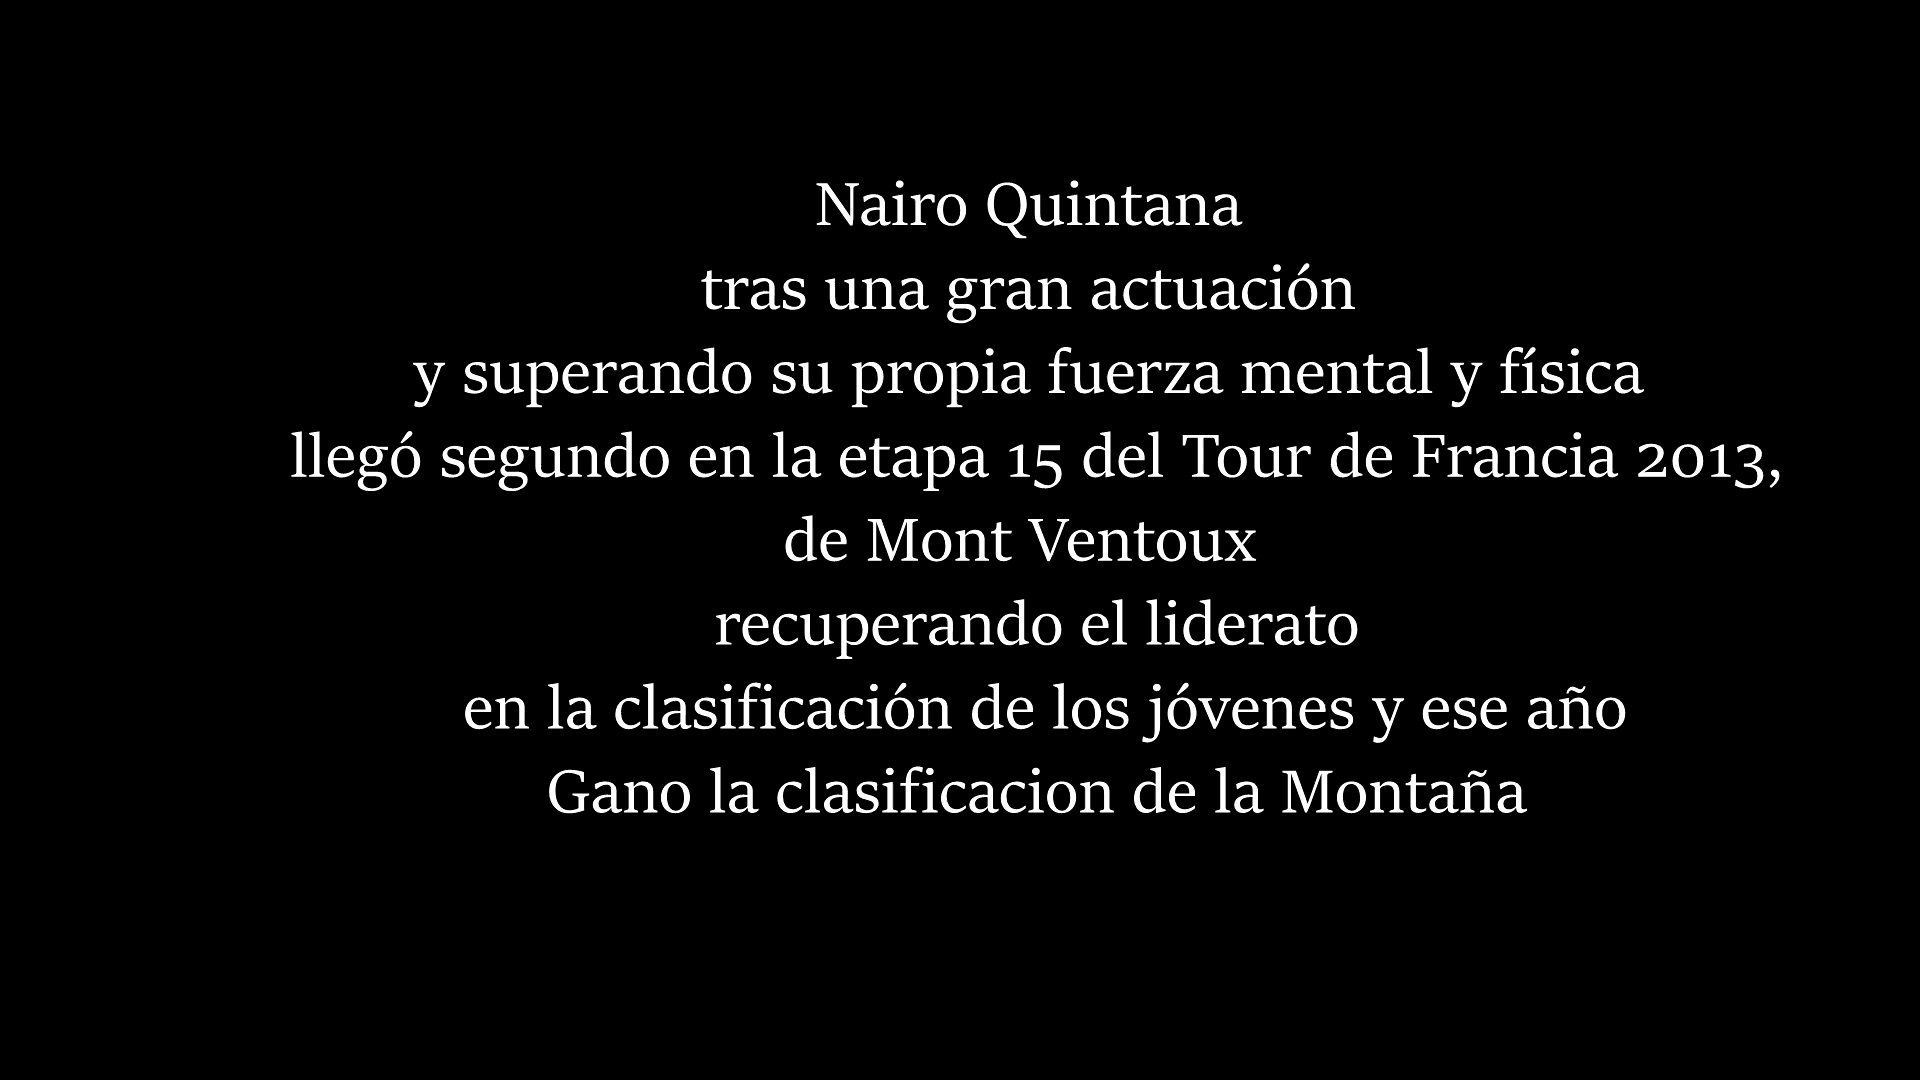 Nairo Quintana
tras una gran actuación
y superando su propia fuerza mental y física
llegó segundo en la etapa 15 del Tour de Francia 2013,
de Mont Ventoux
recuperando el liderato
en la clasificación de los jóvenes y ese año
Gano la clasificacion de la Montaña